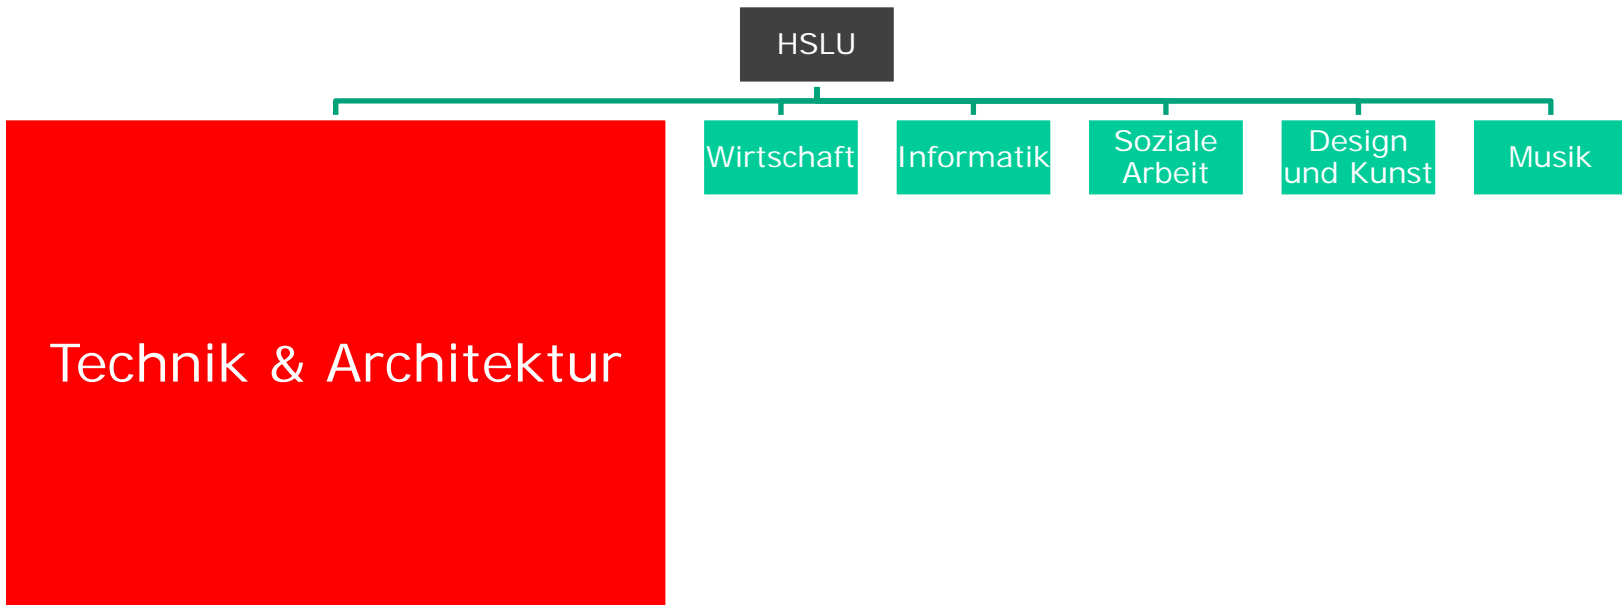 HSLU
Technik & Architektur
Wirtschaft
Informatik
Soziale
Arbeit
Design
und Kunst
Musik